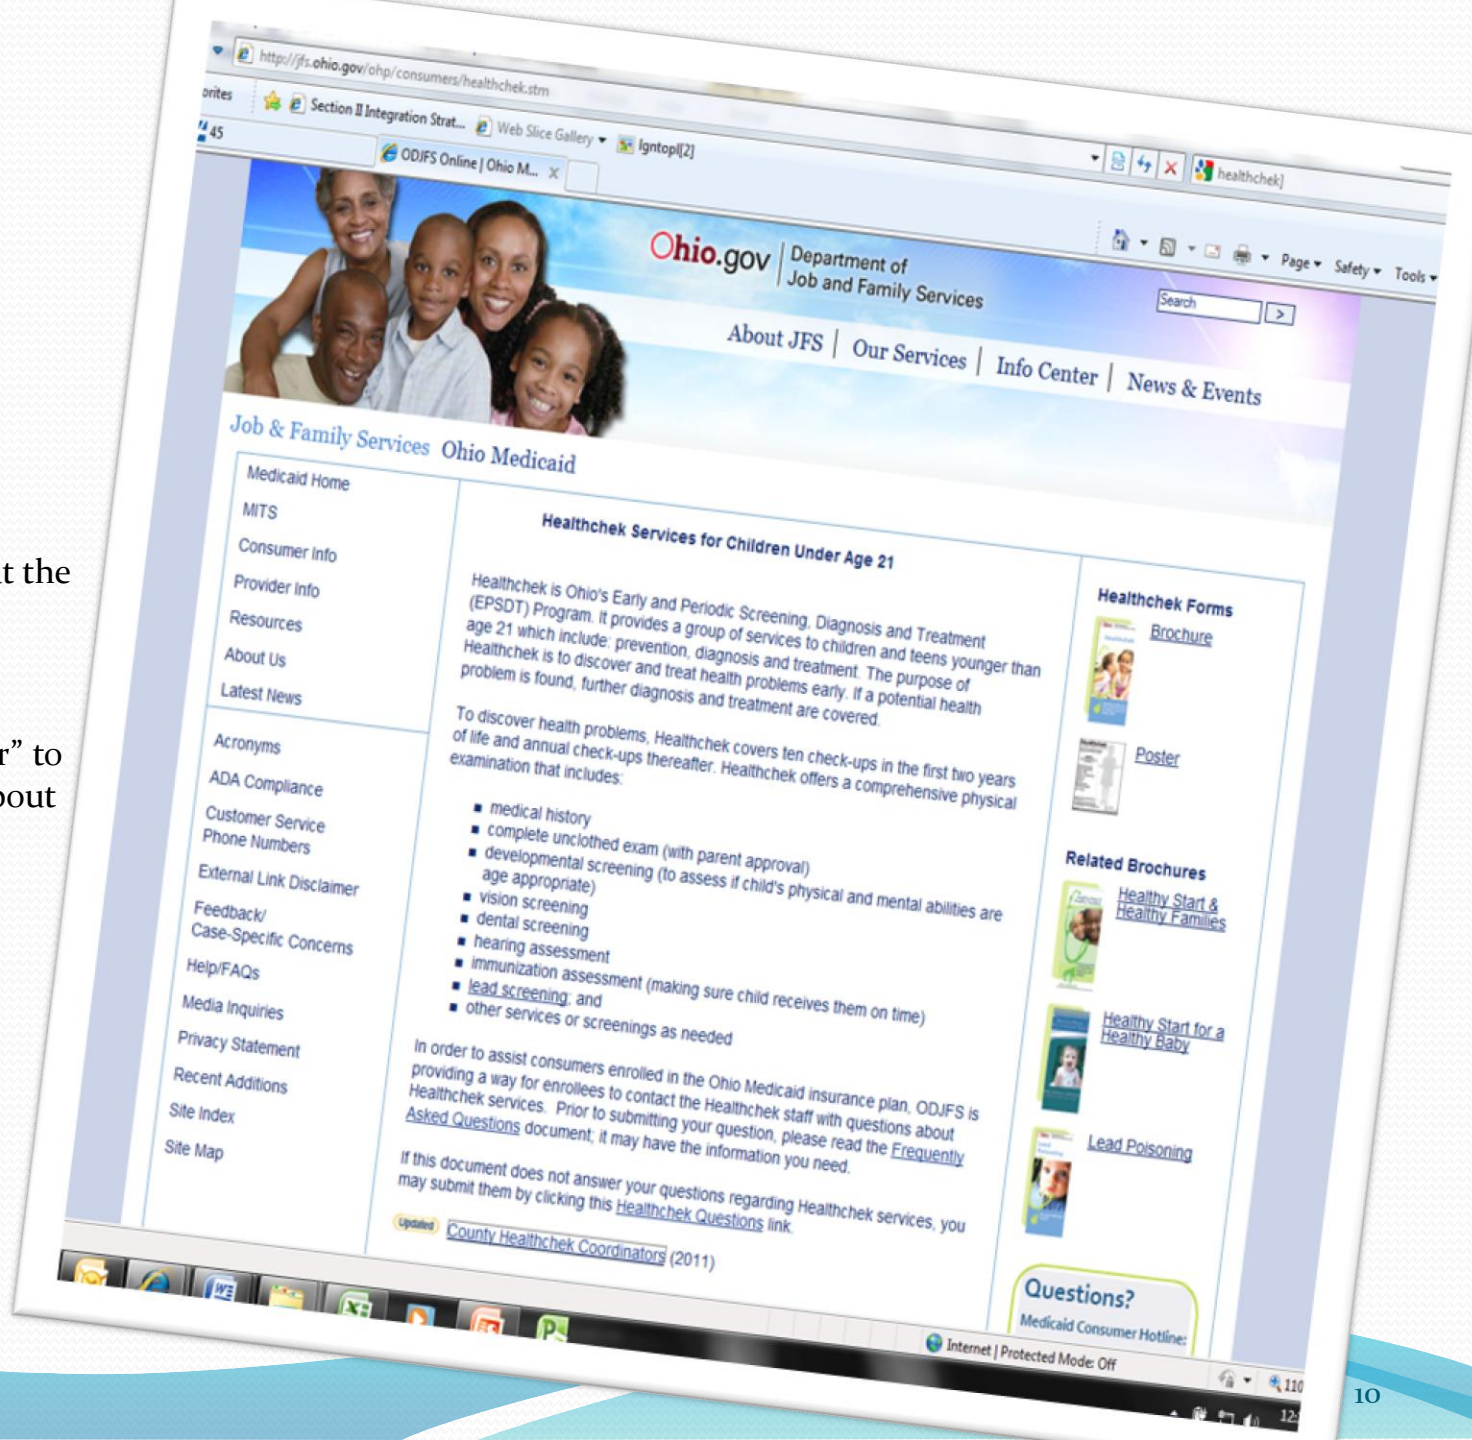 http://jfs.ohio.gov/ohp/consumers/healthchek.stm
healthchek]
orites
Section II Integration Strat...
Web Slice Gallery
lgntopl[2]
45
ODJFS Online | Ohio M...
X
Page
Safety
Tools
Ohio.gov
Department of
Job and Family Services
Search
>
About JFS | Our Services | Info Center | News & Events
Job & Family Services Ohio Medicaid
Medicaid Home
MITS
Consumer Info
Provider Info
Resources
About Us
Latest News
Acronyms
ADA Compliance
Customer Service
Phone Numbers
External Link Disclaimer
Feedback/
Case-Specific Concerns
Help/FAQs
Media Inquiries
Privacy Statement
Recent Additions
Site Index
Site Map
Healthchek Services for Children Under Age 21
Healthchek is Ohio's Early and Periodic Screening, Diagnosis and Treatment
(EPSDT) Program. It provides a group of services to children and teens younger than
age 21 which include: prevention, diagnosis and treatment. The purpose of
Healthchek is to discover and treat health problems early. If a potential health
problem is found, further diagnosis and treatment are covered.
To discover health problems, Healthchek covers ten check-ups in the first two years
of life and annual check-ups thereafter. Healthchek offers a comprehensive physical
examination that includes:
medical history
complete unclothed exam (with parent approval)
developmental screening (to assess if child's physical and mental abilities are
age appropriate)
vision screening
dental screening
hearing assessment
immunization assessment (making sure child receives them on time)
lead screening; and
other services or screenings as needed
In order to assist consumers enrolled in the Ohio Medicaid insurance plan, ODJFS is
providing a way for enrollees to contact the Healthchek staff with questions about
Healthchek services. Prior to submitting your question, please read the Frequently
Asked Questions document; it may have the information you need.
If this document does not answer your questions regarding Healthchek services, you
may submit them by clicking this Healthchek Questions link.
Updated County Healthchek Coordinators (2011)
Healthchek Forms
Brochure
Poster
Related Brochures
Healthy Start &
Healthy Families
Healthy Start for a
Healthy Baby
Lead Poisoning
Questions?
Medicaid Consumer Hotline:
Internet | Protected Mode: Off
110
12:
t the
r" to
bout
10